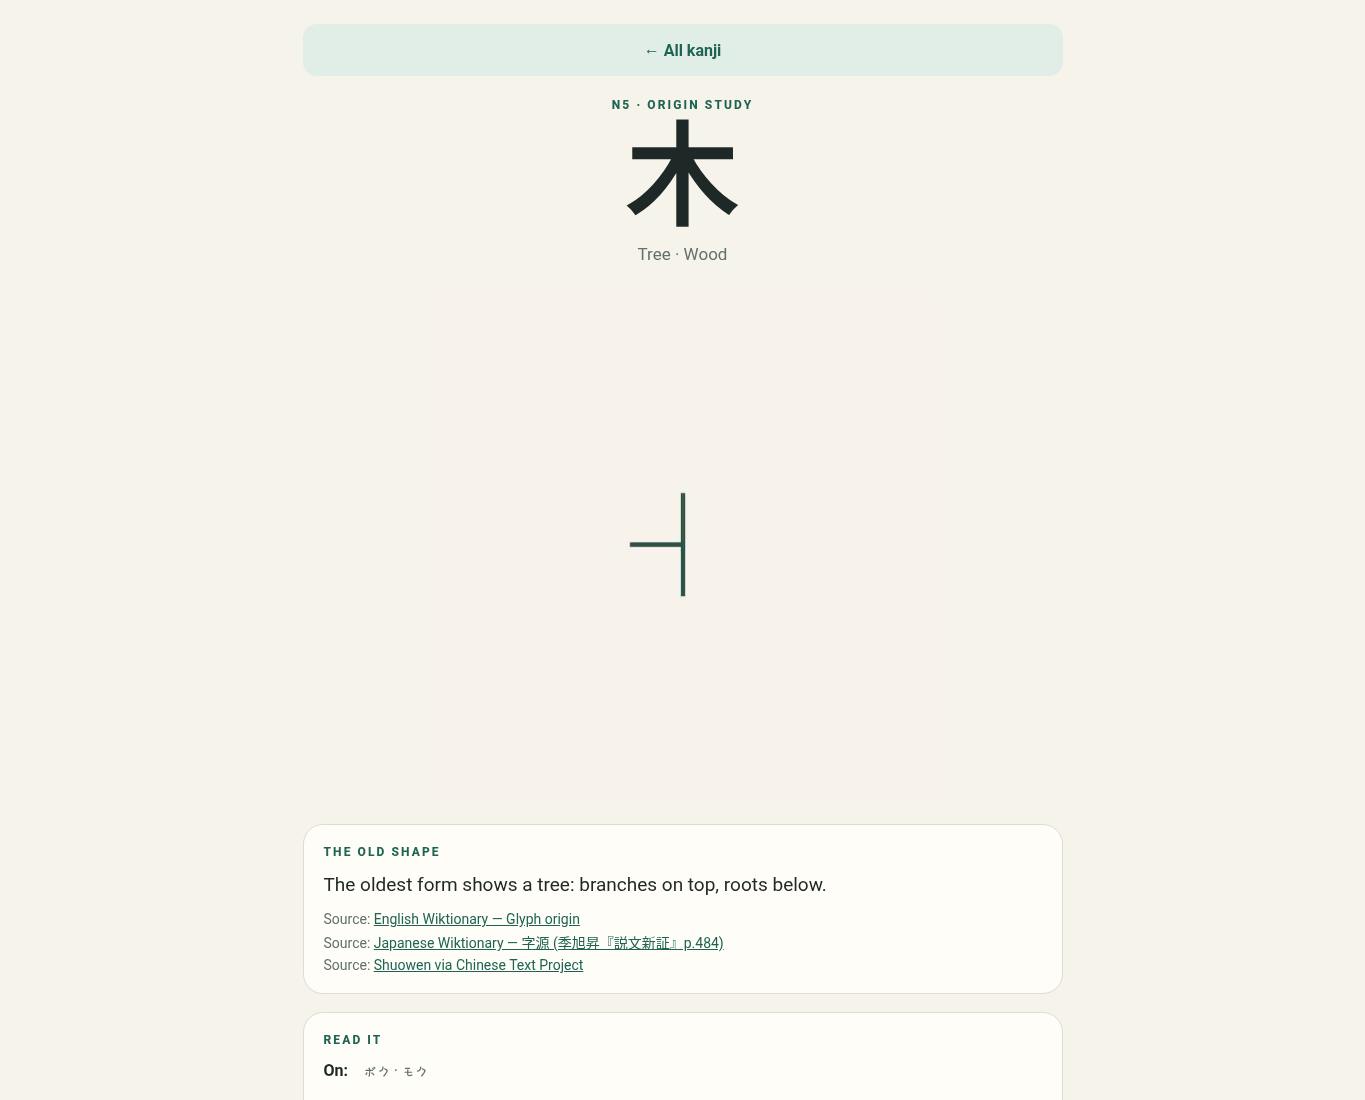 ← All kanji
N5 · ORIGIN STUDY
木
Tree · Wood
THE OLD SHAPE
The oldest form shows a tree: branches on top, roots below.
Source: English Wiktionary — Glyph origin
Source: Japanese Wiktionary — 字源 (季旭昇『説文新証』p.484)
Source: Shuowen via Chinese Text Project
READ IT
On: ボク · モク